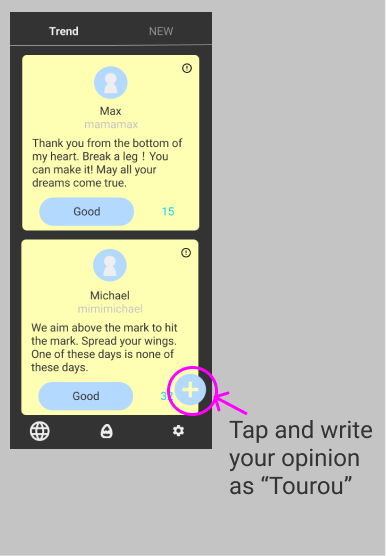 Trend NEW
Max
mamamax
Thank you from the bottom of
my heart. Break a leg ! You
can make it! May all your
dreams come true.
Good 15
Michael
mimimichael
We aim above the mark to hit
the mark. Spread your wings.
One of these days is none of
these days.
Good
Tap and write
your opinion
as “Tourou”